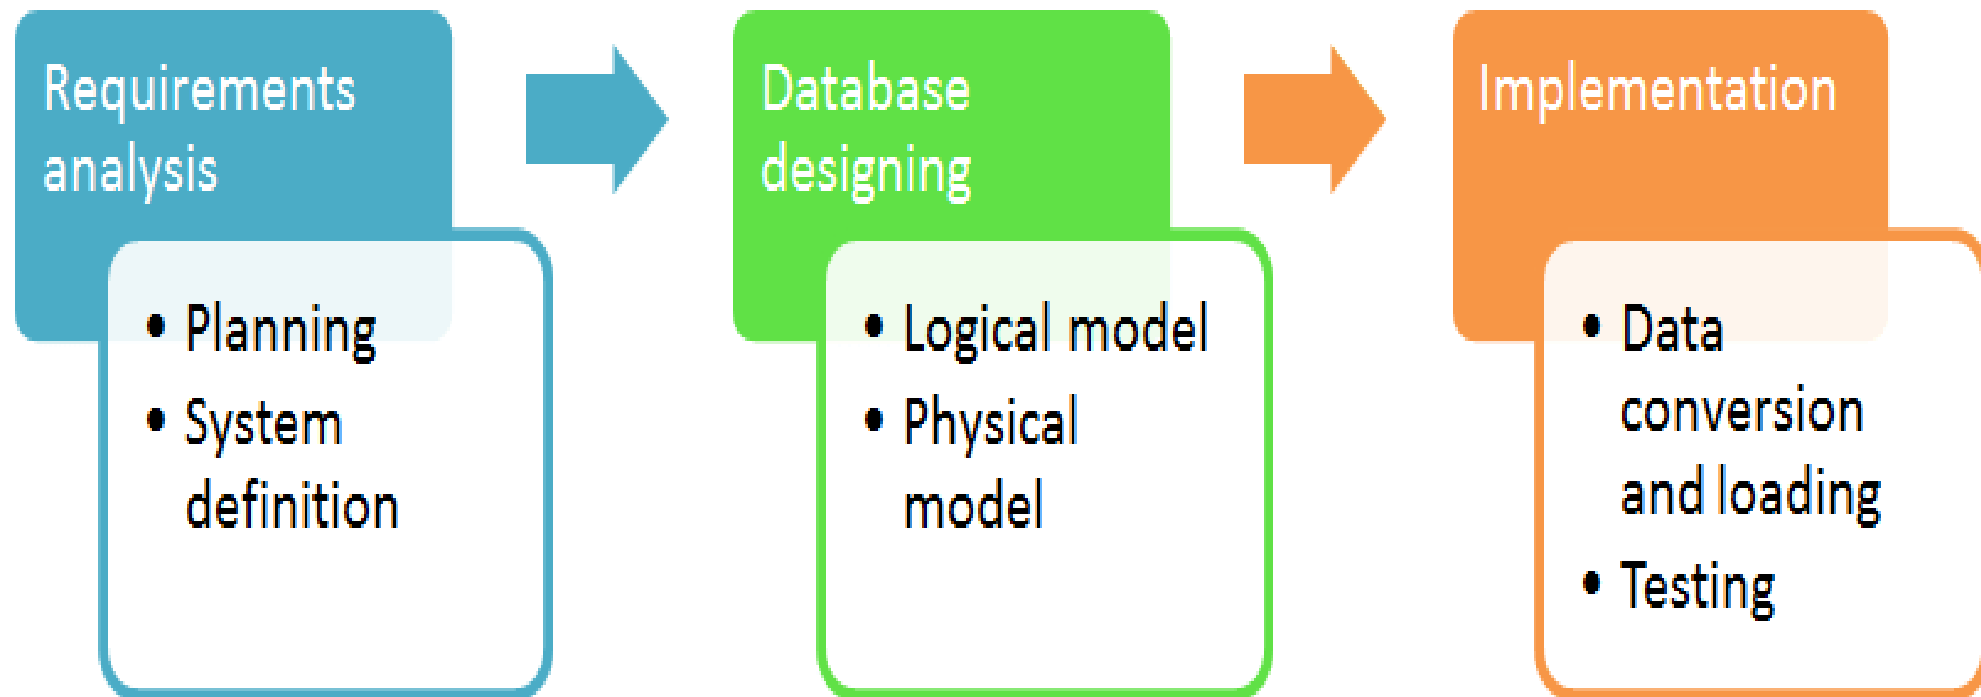 Requirements
analysis
• Planning
• System
definition
Database
designing
• Logical model
• Physical
model
Implementation
• Data
conversion
and loading
• Testing